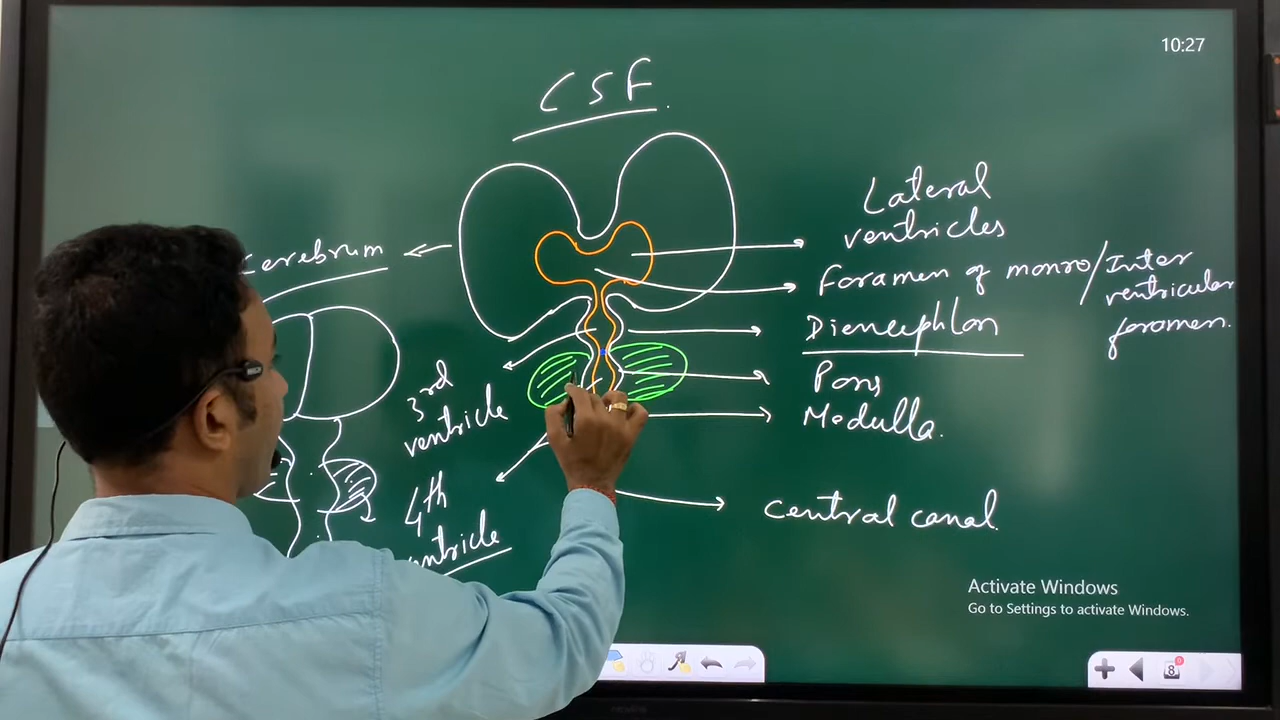 10:27
CSF.
Lateral
ventricles
Cerebrum
Foramen of monro/Inter
ventricular
foramen.
Diencephlon
3rd
ventricle
Pons
Medulla.
4th
ventricle
central canal.
Activate Windows
Go to Settings to activate Windows.
8